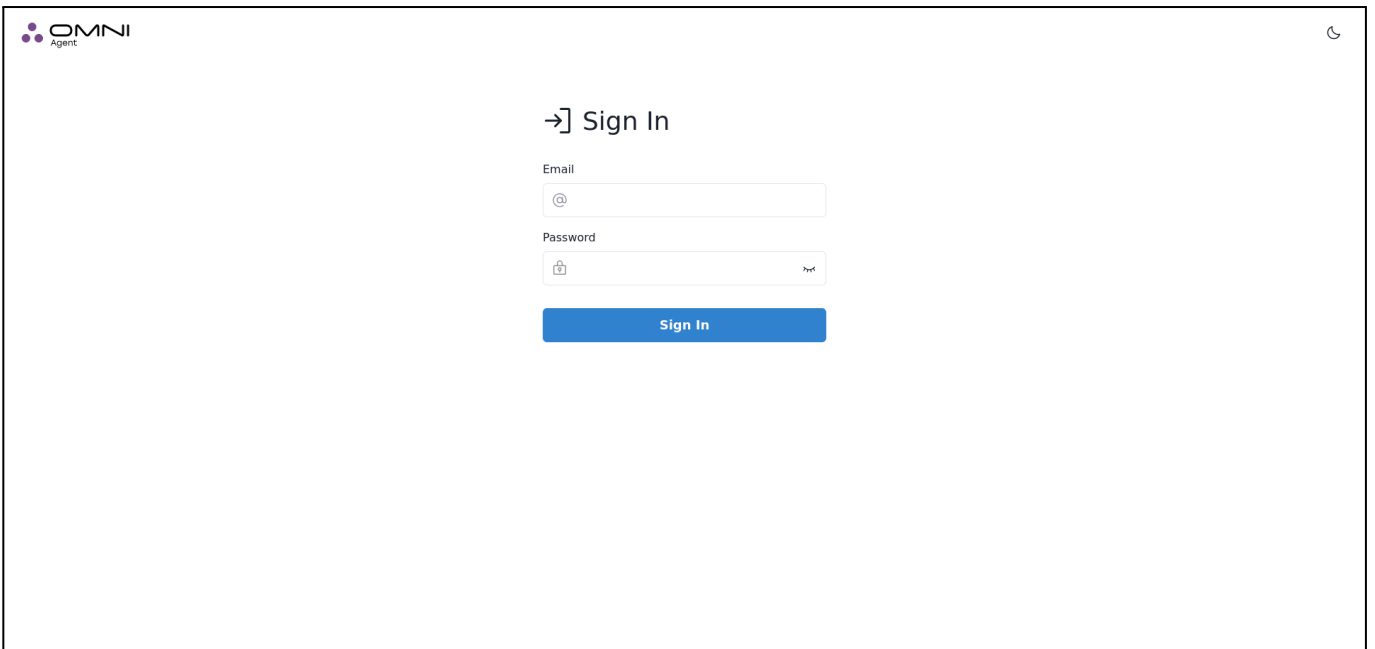 OMNI
Agent
Sign In
Email
@
Password
Sign In